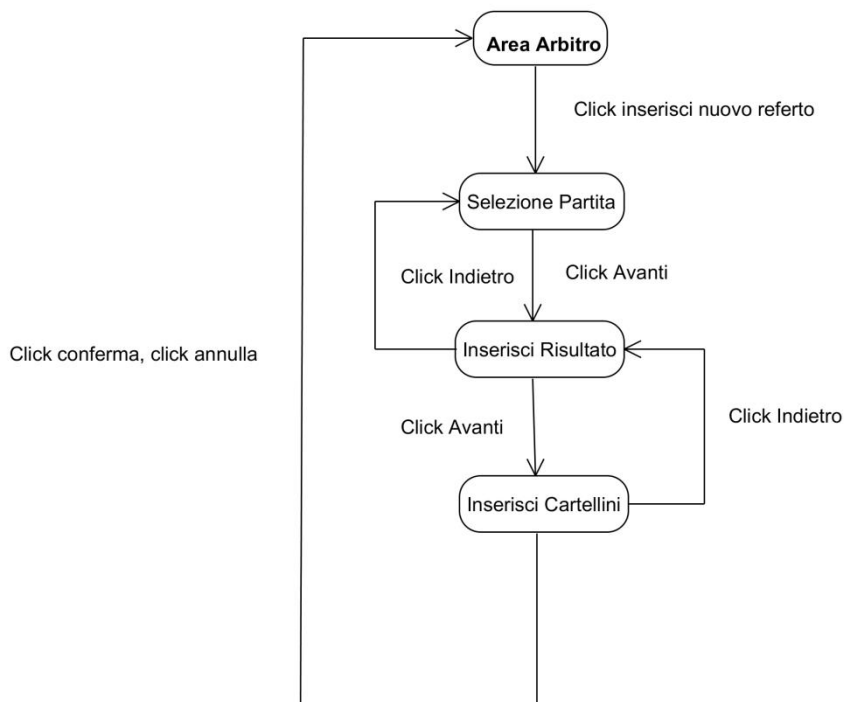 Area Arbitro
Click inserisci nuovo referto
Selezione Partita
Click Indietro
Click Avanti
Inserisci Risultato
Click conferma, click annulla
Click Avanti
Click Indietro
Inserisci Cartellini